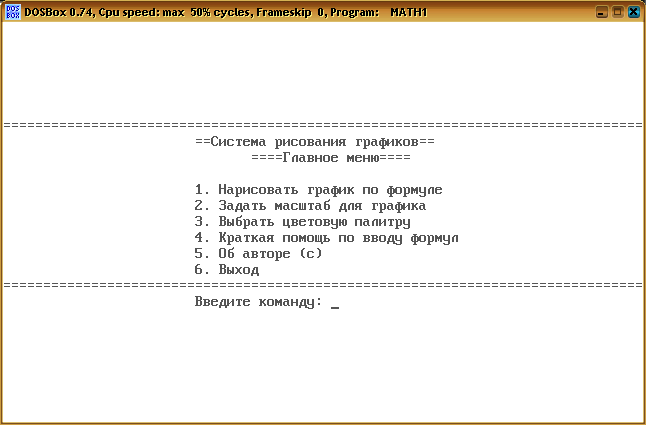 DOS BOX DOSBox 0.74, Cpu speed: max 50% cycles, Frameskip 0, Program: MATH1
================================================================================
==Система рисования графиков==
====Главное меню====
1. Нарисовать график по формуле
2. Задать масштаб для графика
3. Выбрать цветовую палитру
4. Краткая помощь по вводу формул
5. Об авторе (с)
6. Выход
================================================================================
Введите команду: _